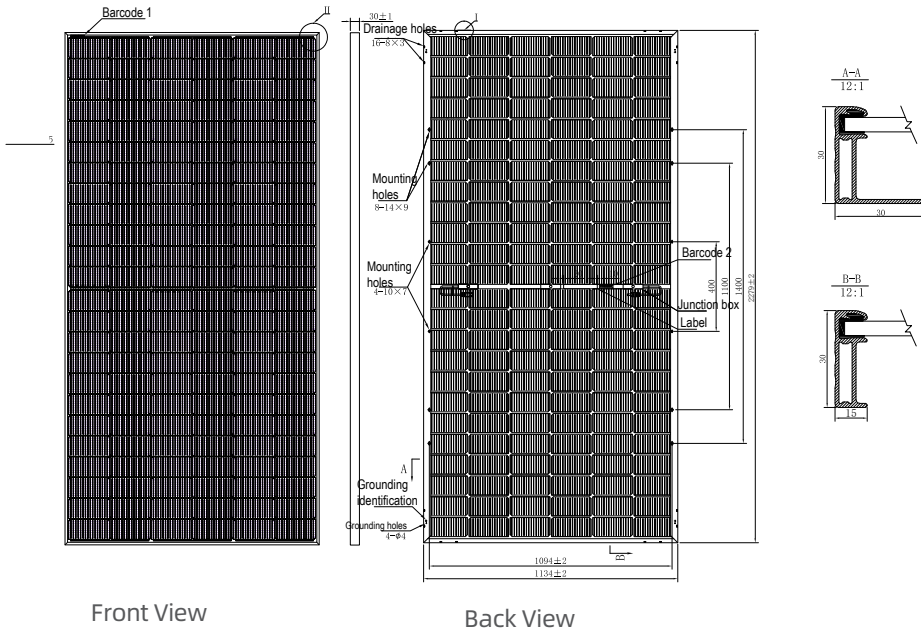 Barcode 1
II
30±1
I
Drainage holes
16-8×3
5
Mounting
holes
8-14×9
Mounting
holes
4-10×7
Barcode 2
Junction box
Label
400
1100
1400
2279±2
A
Grounding
identification
Grounding holes
4-φ4
B
1094±2
1134±2
A-A
12:1
30
30
B-B
12:1
30
15
Front View
Back View